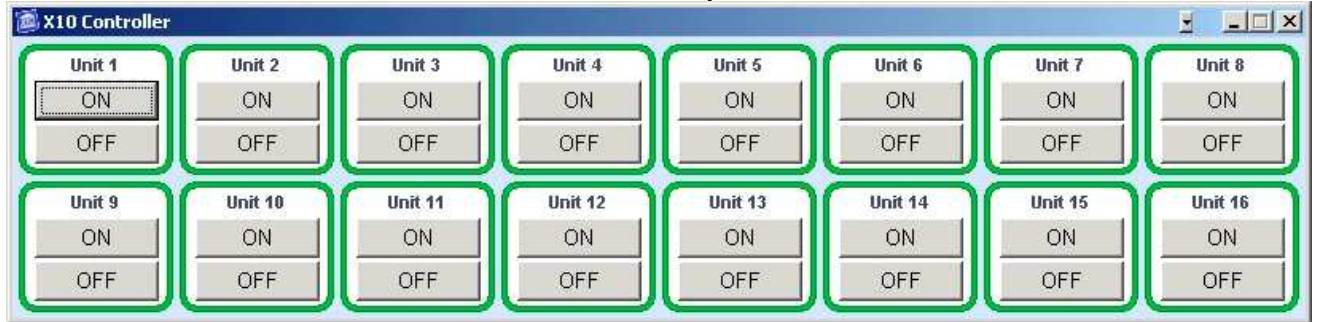 X10 Controller
Unit 1 Unit 2 Unit 3 Unit 4 Unit 5 Unit 6 Unit 7 Unit 8
ON ON ON ON ON ON ON ON
OFF OFF OFF OFF OFF OFF OFF OFF
Unit 9 Unit 10 Unit 11 Unit 12 Unit 13 Unit 14 Unit 15 Unit 16
ON ON ON ON ON ON ON ON
OFF OFF OFF OFF OFF OFF OFF OFF